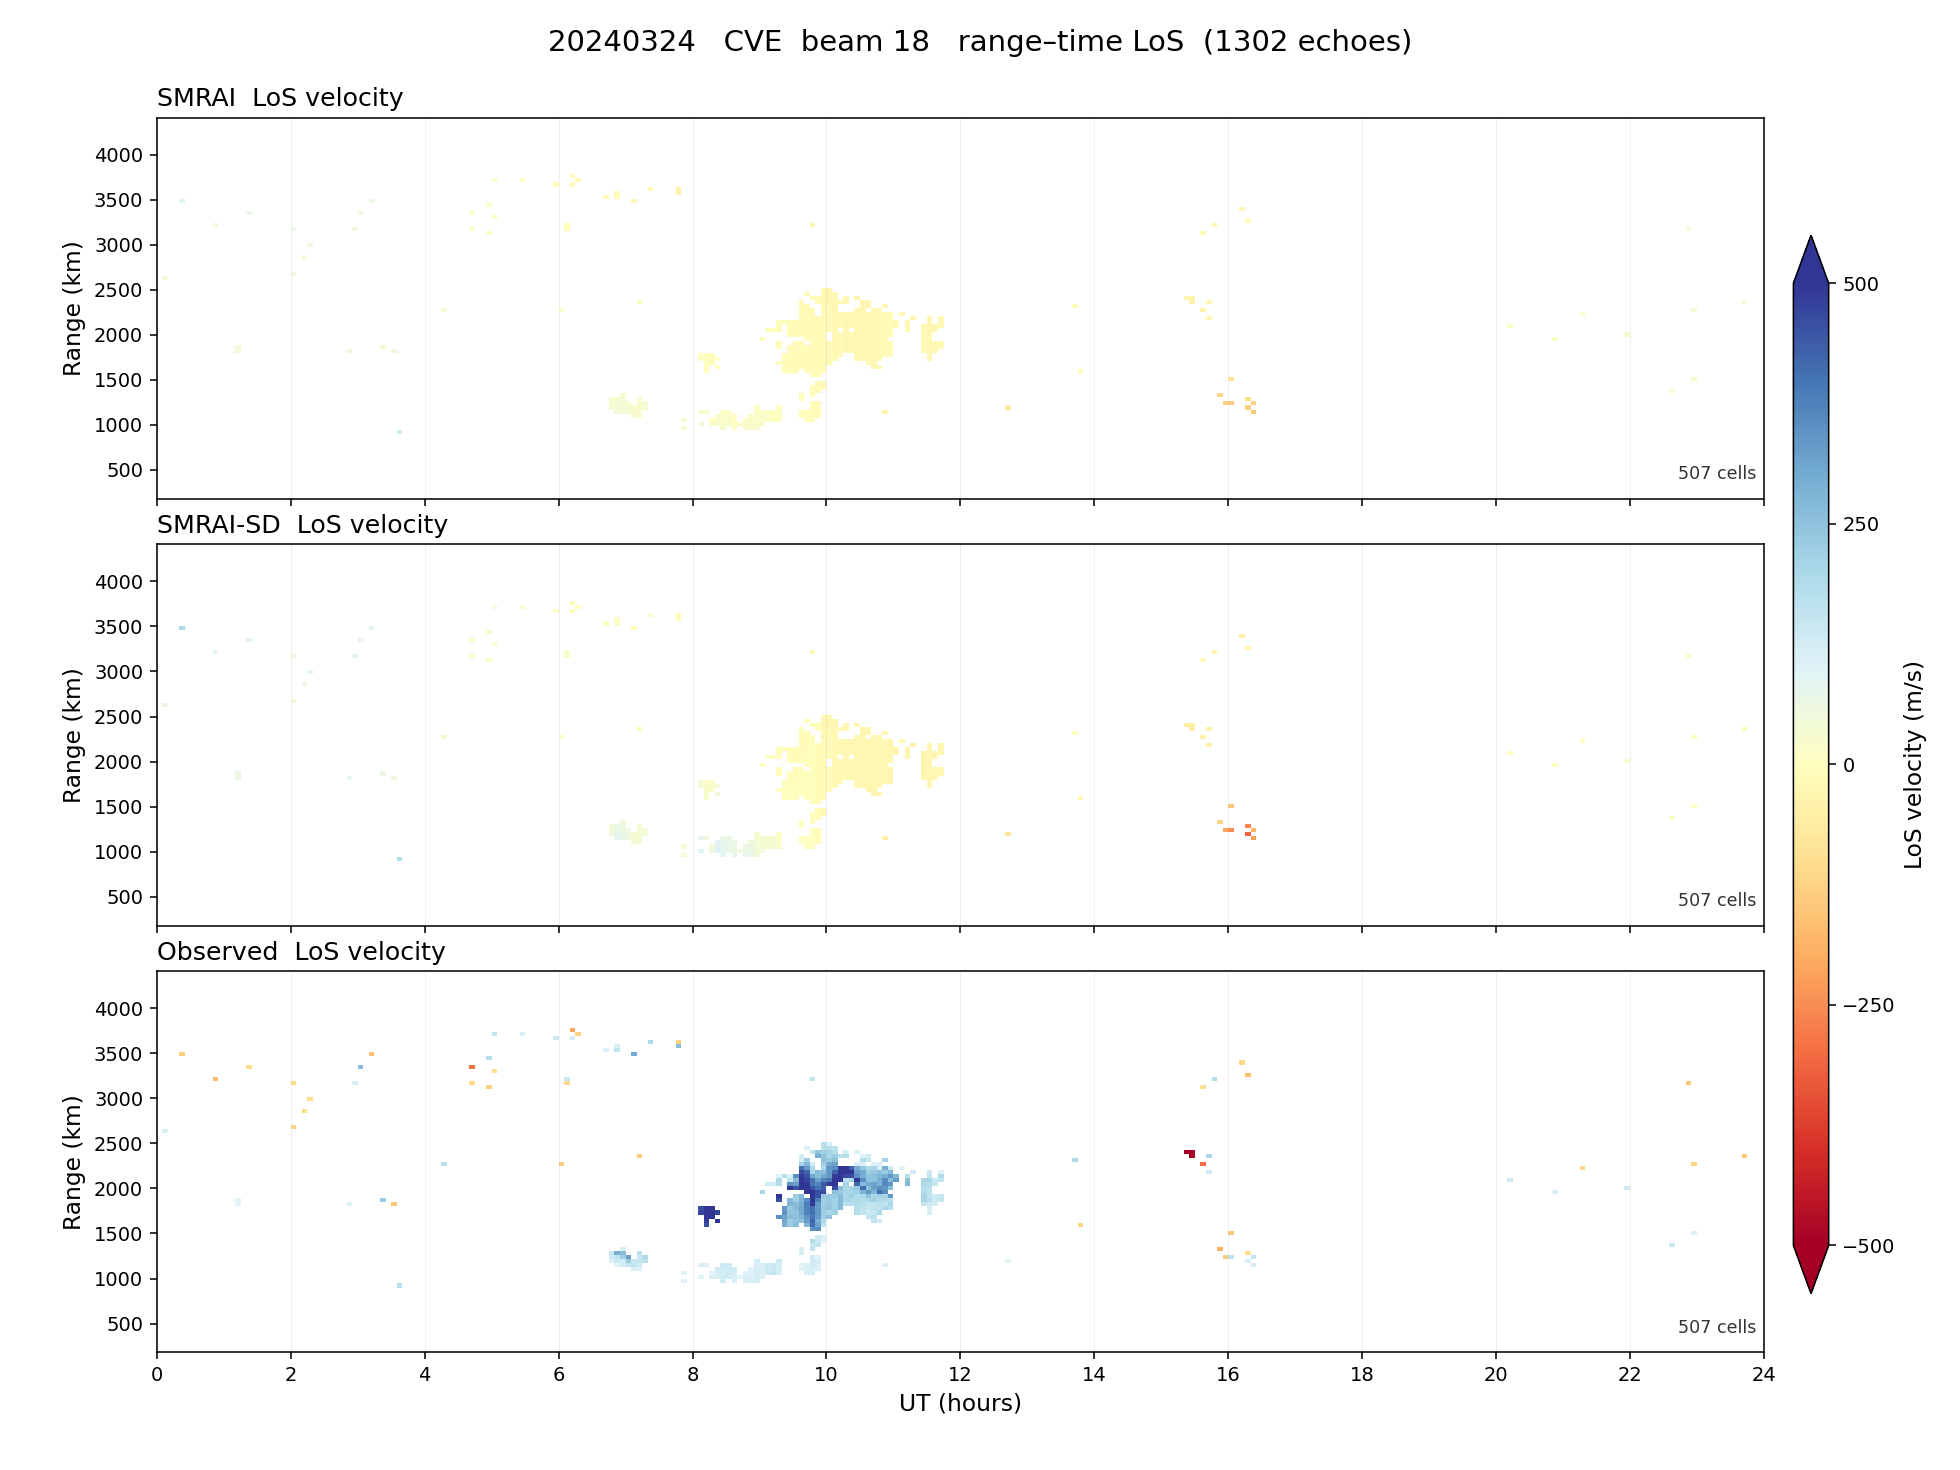 20240324   CVE  beam 18   range–time LoS  (1302 echoes)
SMRAI  LoS velocity
4000
3500
3000
2500
2000
1500
1000
500
Range (km)
507 cells
SMRAI-SD  LoS velocity
4000
3500
3000
2500
2000
1500
1000
500
Range (km)
507 cells
Observed  LoS velocity
4000
3500
3000
2500
2000
1500
1000
500
Range (km)
507 cells
0 2 4 6 8 10 12 14 16 18 20 22 24
UT (hours)
500
250
0
−250
−500
LoS velocity (m/s)